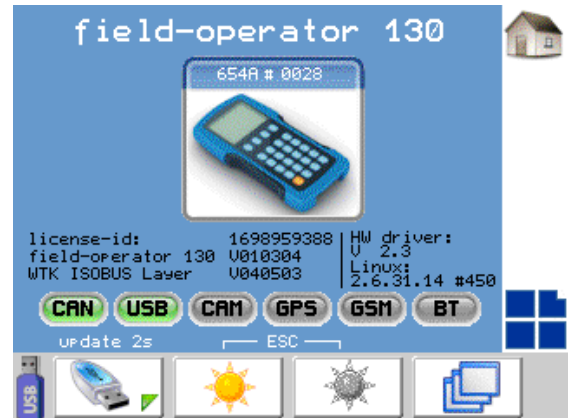 field-operator 130
654A # 0028
license-id: 1698959388
field-operator 130 V010304
WTK ISOBUS Layer V040503
HW driver:
V 2.3
Linux:
2.6.31.14 #450
CAN USB CAM GPS GSM BT
update 2s ESC
USB